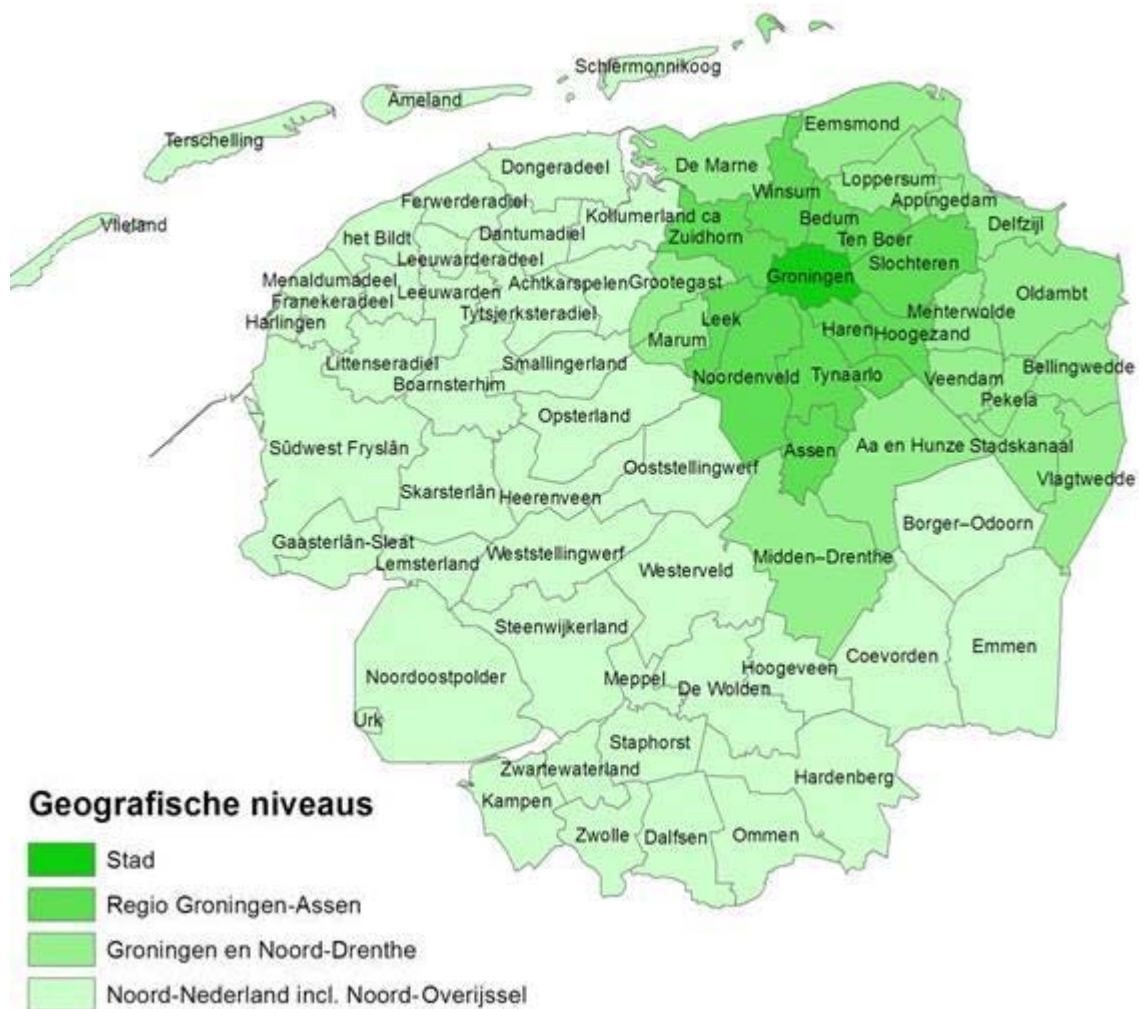 Schiermonnikoog
Ameland
Terschelling
Vlieland
Eemsmond
De Marne
Dongeradeel
Loppersum
Winsum
Appingedam
Ferwerderadiel
Kollumerland ca
Bedum
Delfzijl
Dantumadiel
Zuidhorn
Ten Boer
het Bildt
Leeuwarderadeel
Slochteren
Menaldumadeel
Achtkarspelen
Grootegast
Groningen
Oldambt
Franekeradeel
Leeuwarden
Tytsjerksteradiel
Menterwolde
Harlingen
Leek
Haren
Hoogezand
Marum
Littenseradiel
Smallingerland
Bellingwedde
Boarnsterhim
Noordenveld
Tynaarlo
Veendam
Pekela
Opsterland
Sûdwest Fryslân
Assen
Aa en Hunze
Stadskanaal
Ooststellingwerf
Vlagtwedde
Skarsterlân
Heerenveen
Borger–Odoorn
Gaasterlân-Sleat
Weststellingwerf
Midden–Drenthe
Lemsterland
Westerveld
Steenwijkerland
Emmen
Coevorden
Hoogeveen
Noordoostpolder
Meppel
De Wolden
Urk
Staphorst
Zwartewaterland
Hardenberg
Kampen
Zwolle
Dalfsen
Ommen
Geografische niveaus
Stad
Regio Groningen-Assen
Groningen en Noord-Drenthe
Noord-Nederland incl. Noord-Overijssel